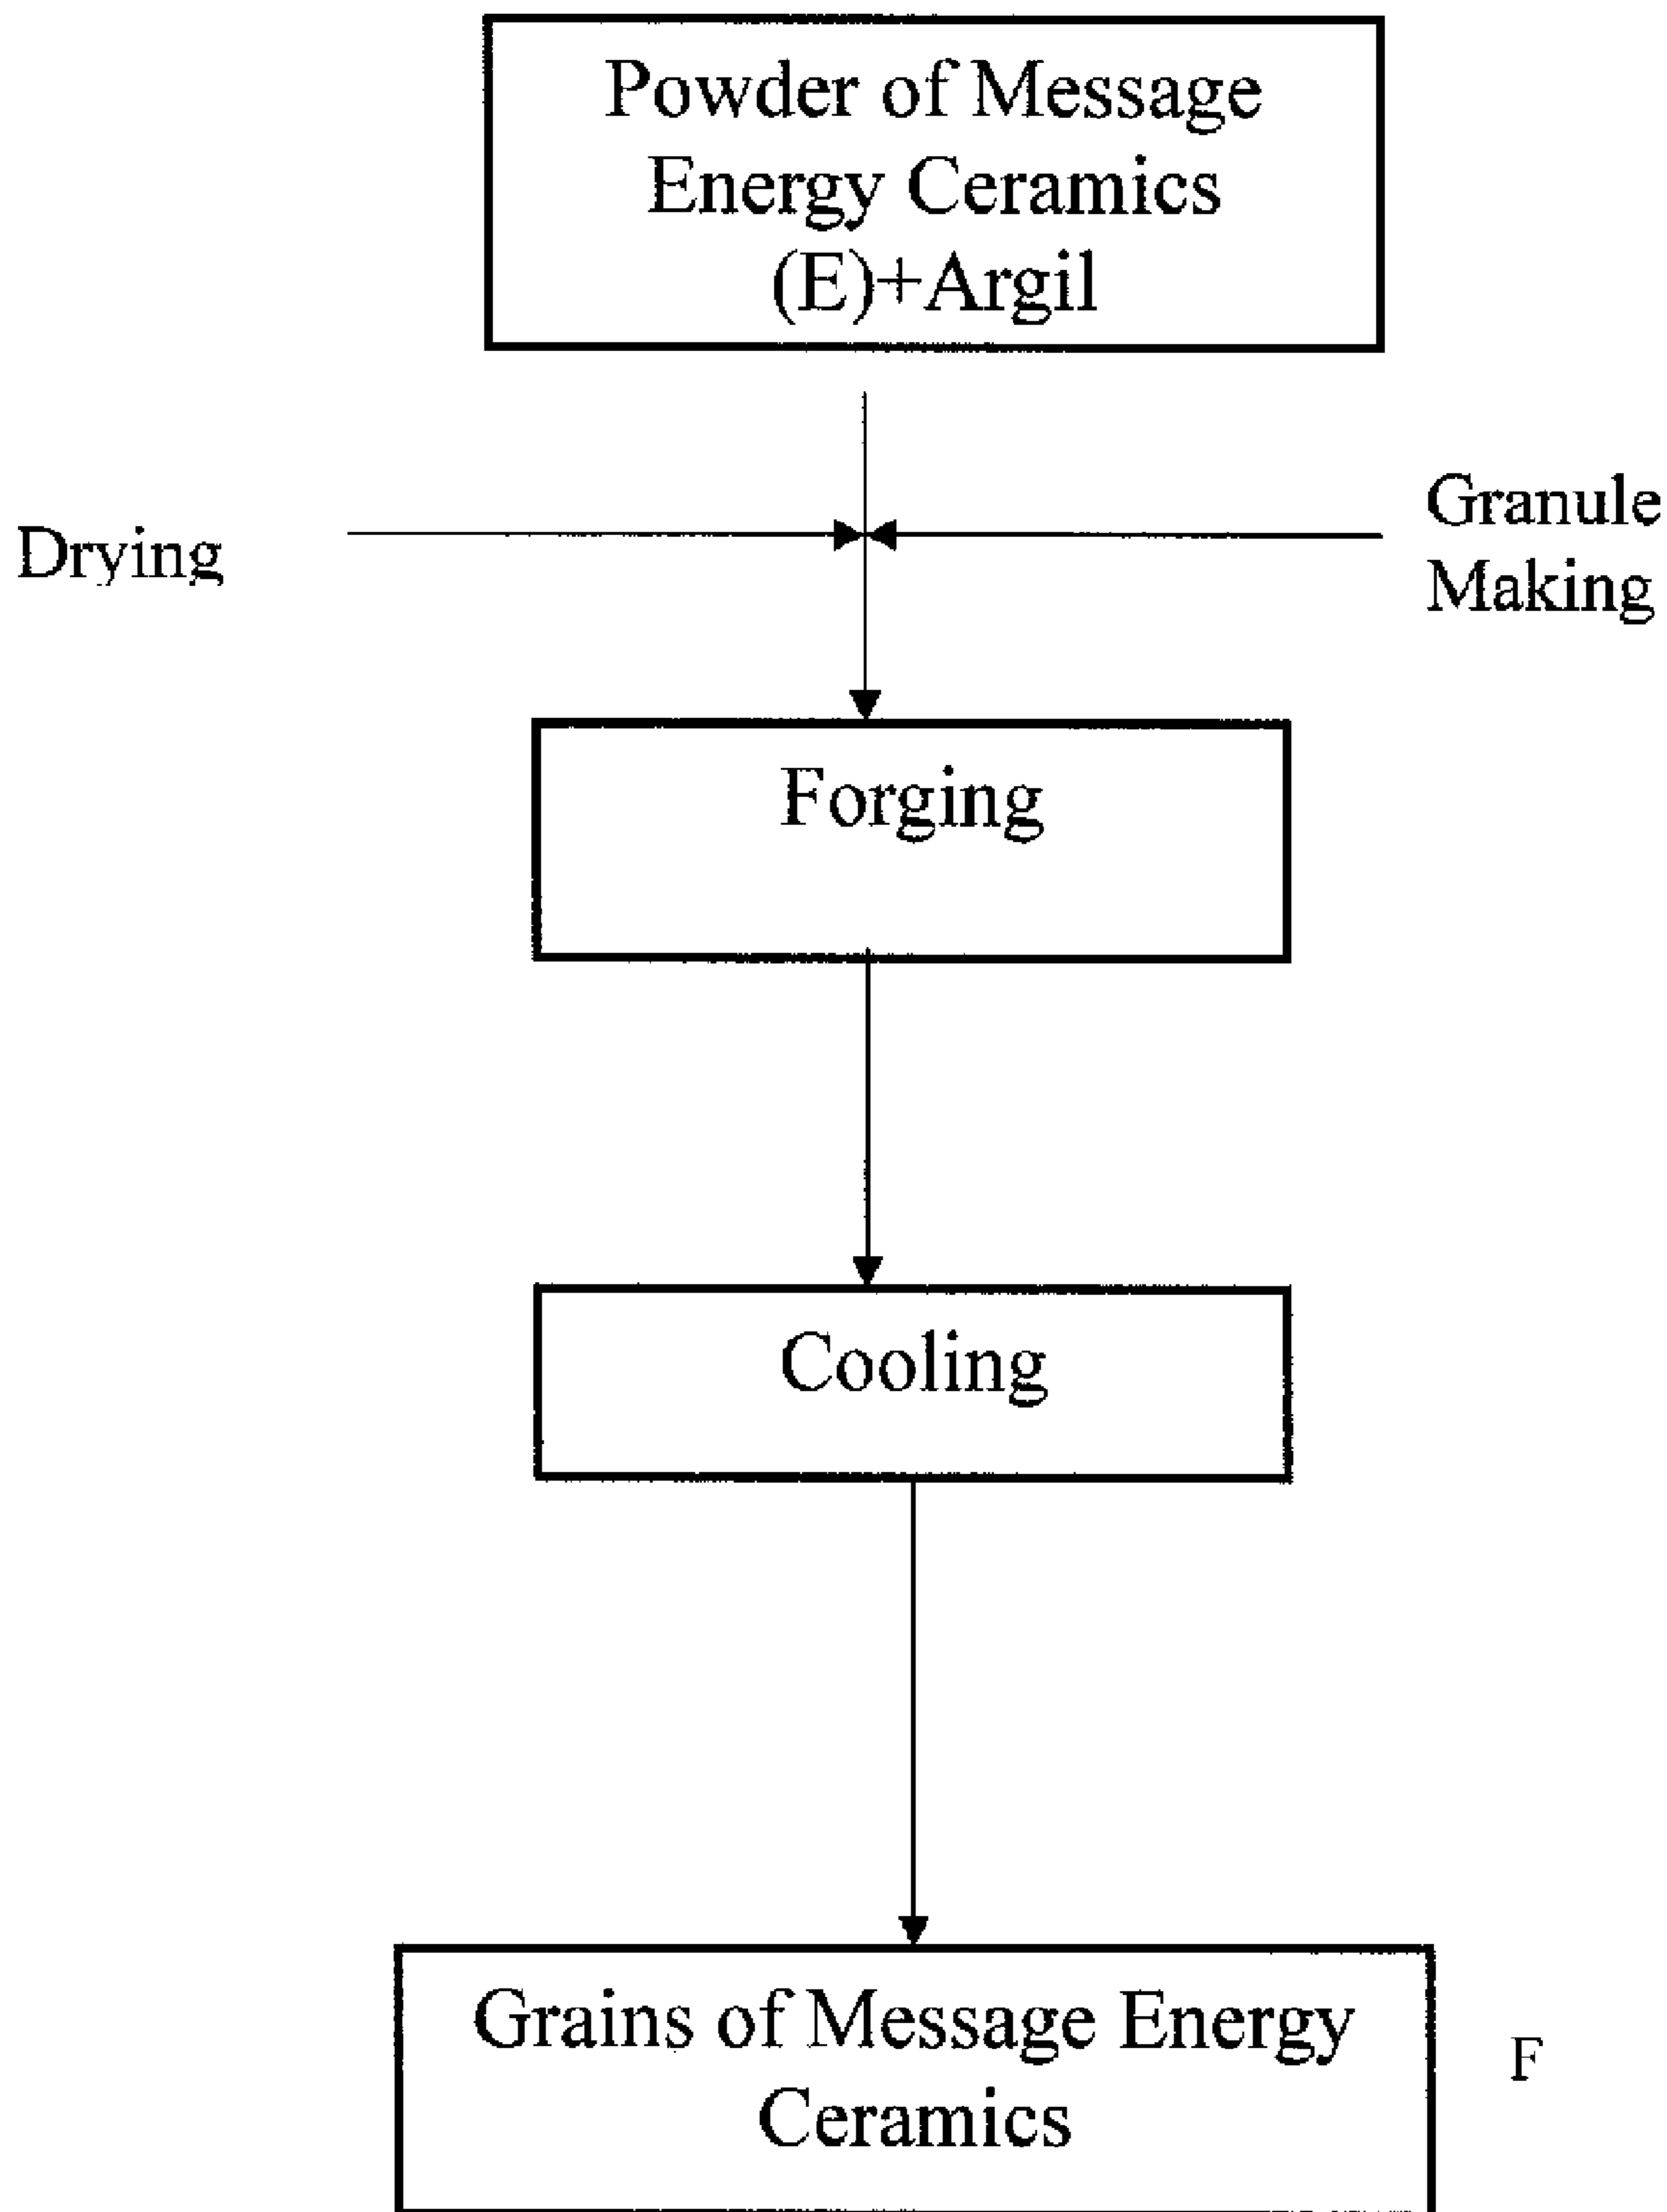 Powder of Message
Energy Ceramics
(E)+Argil
Drying
Granule
Making
Forging
Cooling
Grains of Message Energy
Ceramics
F